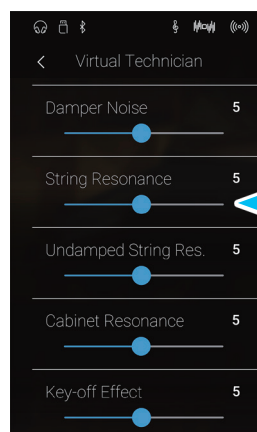 Virtual Technician
Damper Noise 5
String Resonance 5
Undamped String Res. 5
Cabinet Resonance 5
Key-off Effect 5